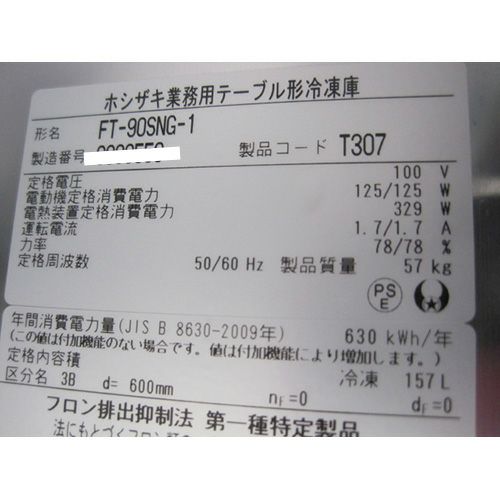 ホシザキ業務用テーブル形冷凍庫
形名 FT-90SNG-1
製造番号 製品コード T307
定格電圧 100 V
電動機定格消費電力 125/125 W
電熱装置定格消費電力 329 W
運転電流 1.7/1.7 A
力率 78/78 %
定格周波数 50/60 Hz 製品質量 57 kg
PS E
年間消費電力量(JIS B 8630-2009年) 630 kWh/年
(この値は付加機能のない場合です。値は付加機能により増加します。)
定格内容積 冷凍 157 L
区分名 3B d= 600mm nF=0 dF=0
フロン排出抑制法 第一種特定製品